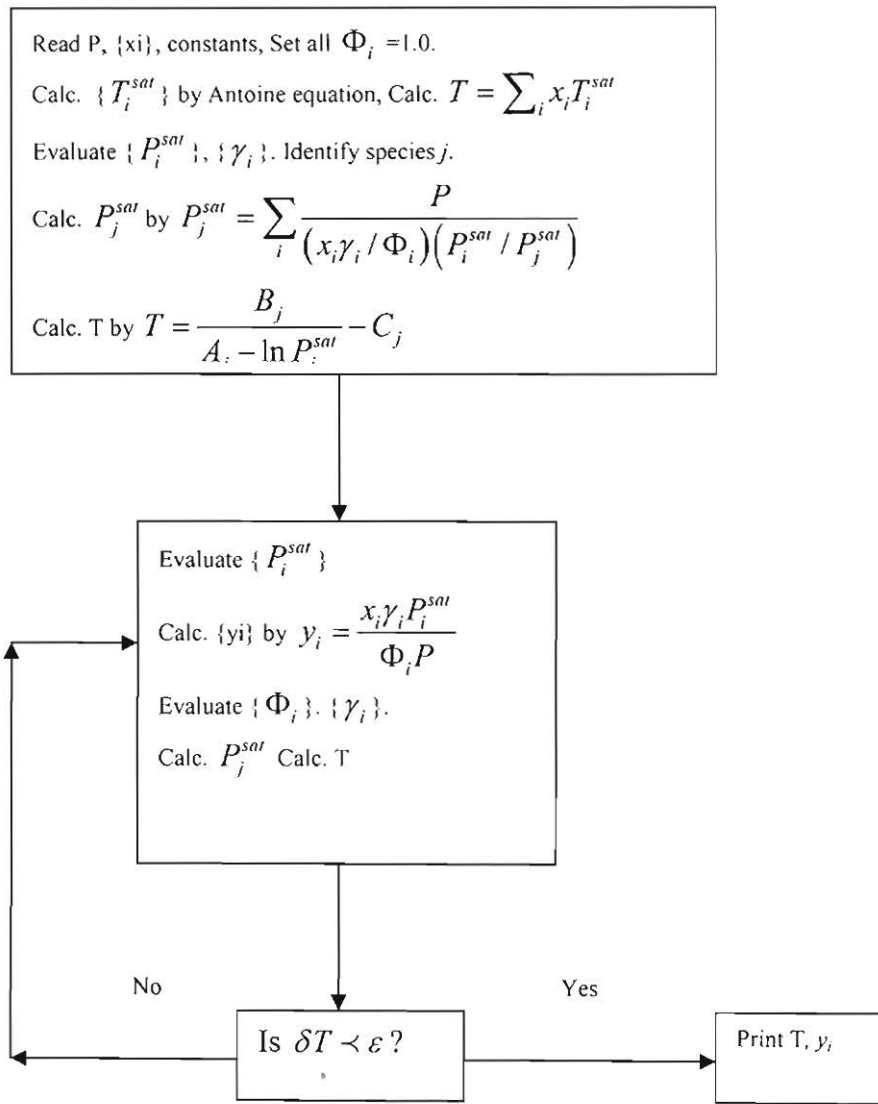 Read P, {xi}, constants, Set all Φ_i =1.0.
Calc. {T_i^{sat}} by Antoine equation, Calc. T = ∑_i x_i T_i^{sat}
Evaluate {P_i^{sat}}, {γ_i}. Identify species j.
Calc. P_j^{sat} by P_j^{sat} = ∑_i P / ((x_i γ_i / Φ_i)(P_i^{sat} / P_j^{sat}))
Calc. T by T = B_j / (A_j − ln P_j^{sat}) − C_j
Evaluate {P_i^{sat}}
Calc. {yi} by y_i = x_i γ_i P_i^{sat} / Φ_i P
Evaluate {Φ_i}. {γ_i}.
Calc. P_j^{sat} Calc. T
No
Yes
Is δT ≺ ε ?
Print T, y_i